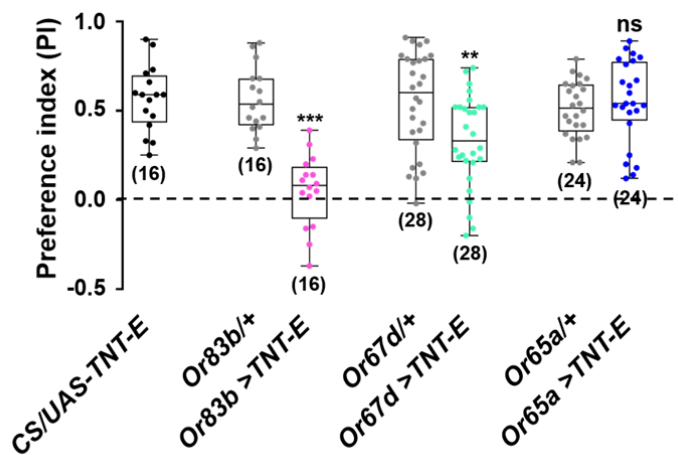 Preference index (PI)
1.0
0.5
0.0
-0.5
(16)
(16)
***
(16)
(28)
**
(28)
(24)
ns
(24)
CS/UAS-TNT-E
Or83b/+
Or83b >TNT-E
Or67d/+
Or67d >TNT-E
Or65a/+
Or65a >TNT-E